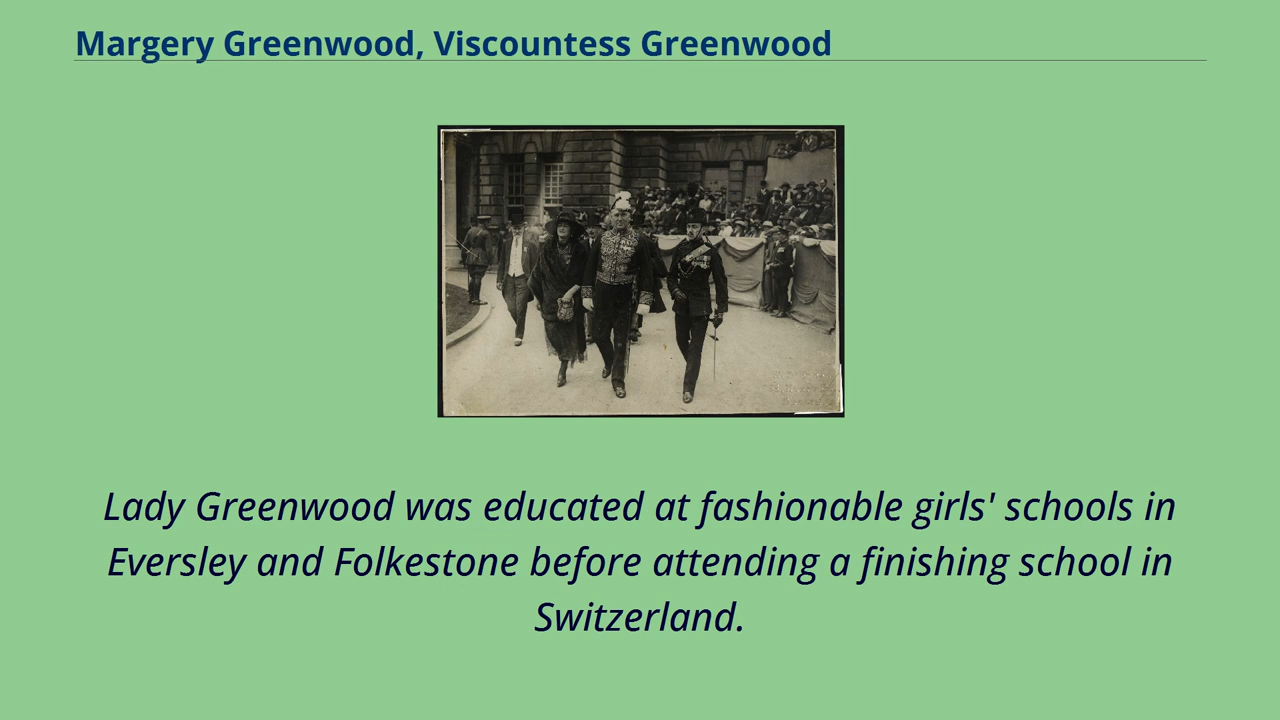 Margery Greenwood, Viscountess Greenwood
Lady Greenwood was educated at fashionable girls' schools in
Eversley and Folkestone before attending a finishing school in
Switzerland.